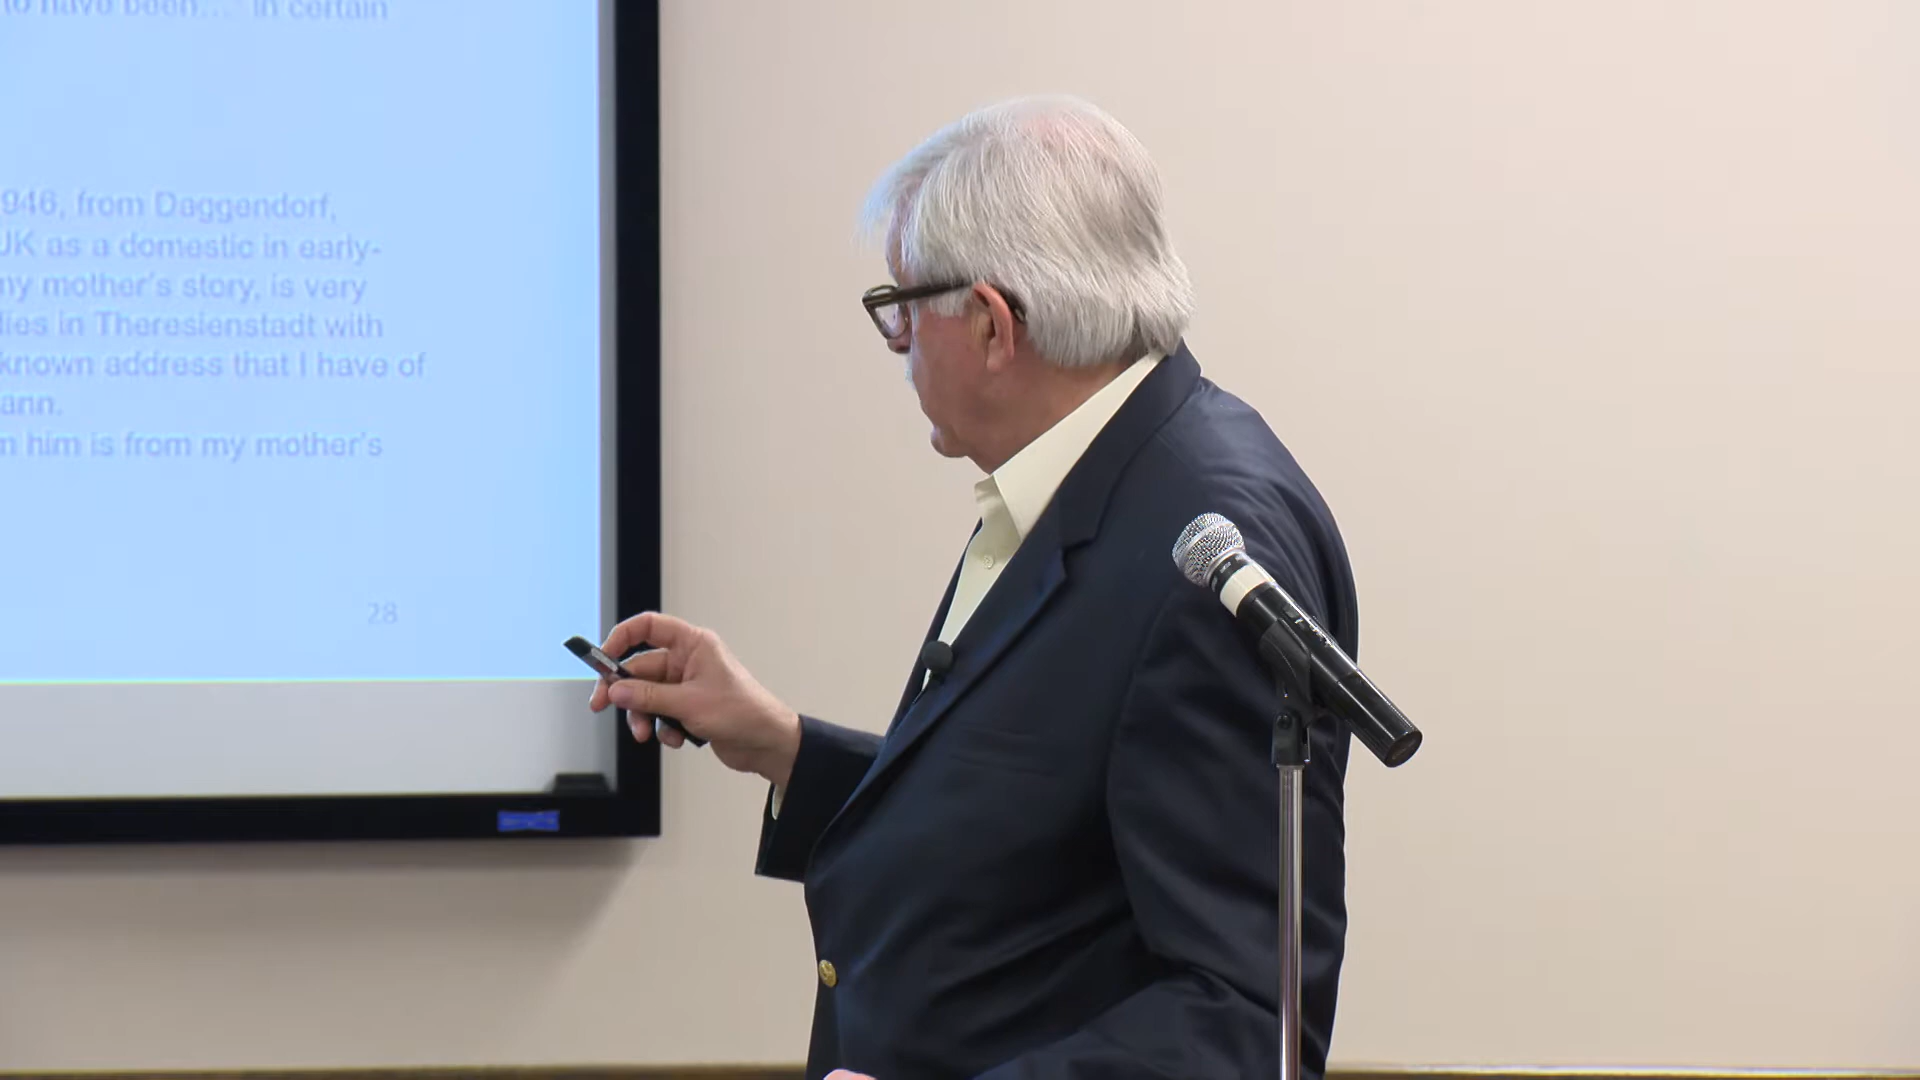 to have been…" in certain
946, from Daggendorf,
UK as a domestic in early-
my mother's story, is very
dies in Theresienstadt with
known address that I have of
ann.
m him is from my mother's
28